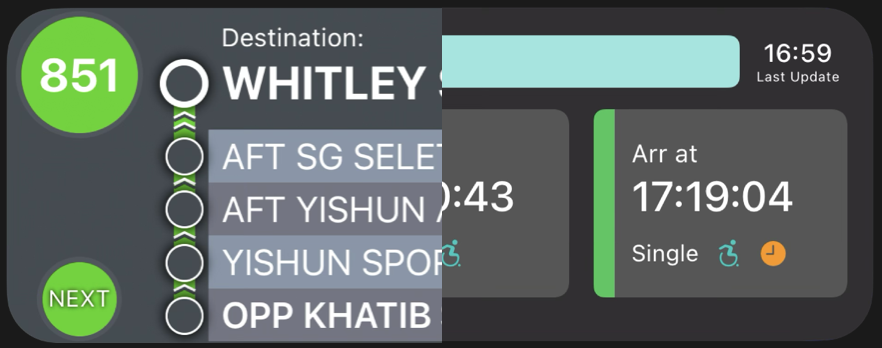 851
Destination:
WHITLEY
AFT SG SELET
AFT YISHUN
YISHUN SPOR
OPP KHATIB
NEXT
16:59
Last Update
0:43
Arr at
17:19:04
Single